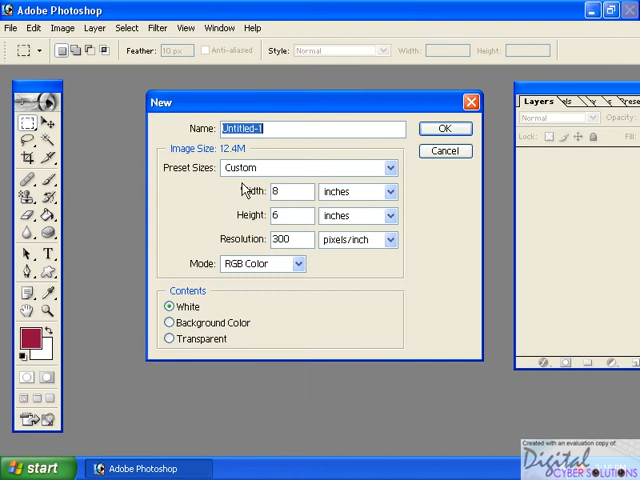 Adobe Photoshop
File Edit Image Layer Select Filter View Window Help
Feather: 10 px Anti-aliased Style: Normal Width: Height:
New
Name: Untitled-1 OK
Image Size: 12.4M Cancel
Preset Sizes: Custom
Width: 8 inches
Height: 6 inches
Resolution: 300 pixels/inch
Mode: RGB Color
Contents
White
Background Color
Transparent
Layers
Normal Opacity:
Lock: Fill:
T
start Adobe Photoshop
Created with an evaluation copy of:
Digital
CYBER SOLUTIONS